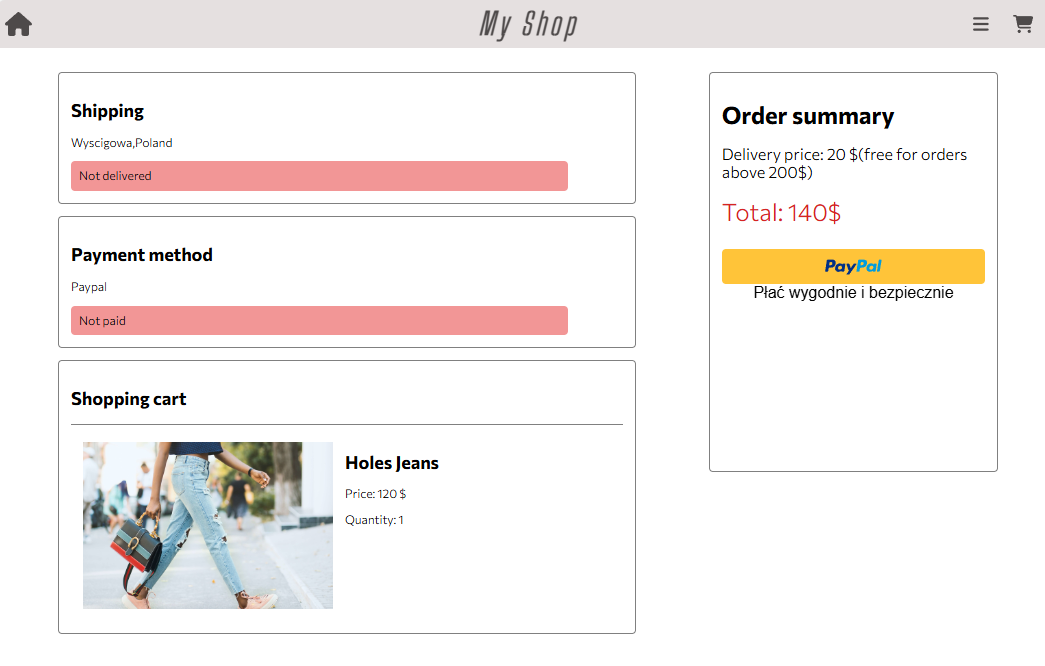 My Shop
Shipping
Wyscigowa,Poland
Not delivered
Payment method
Paypal
Not paid
Shopping cart
Holes Jeans
Price: 120 $
Quantity: 1
Order summary
Delivery price: 20 $(free for orders
above 200$)
Total: 140$
PayPal
Płać wygodnie i bezpiecznie